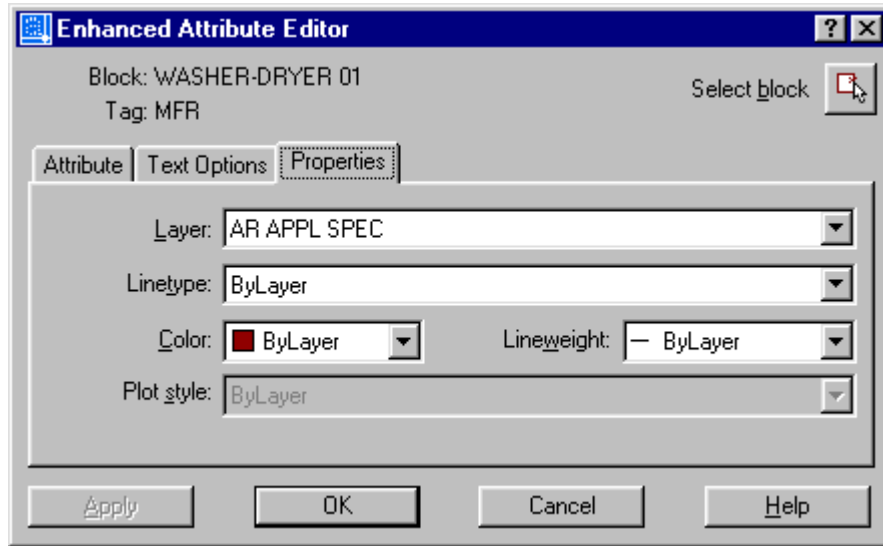 Enhanced Attribute Editor
Block: WASHER-DRYER 01
Tag: MFR
Select block
Attribute Text Options Properties
Layer: AR APPL SPEC
Linetype: ByLayer
Color: ByLayer Lineweight: ByLayer
Plot style: ByLayer
Apply OK Cancel Help